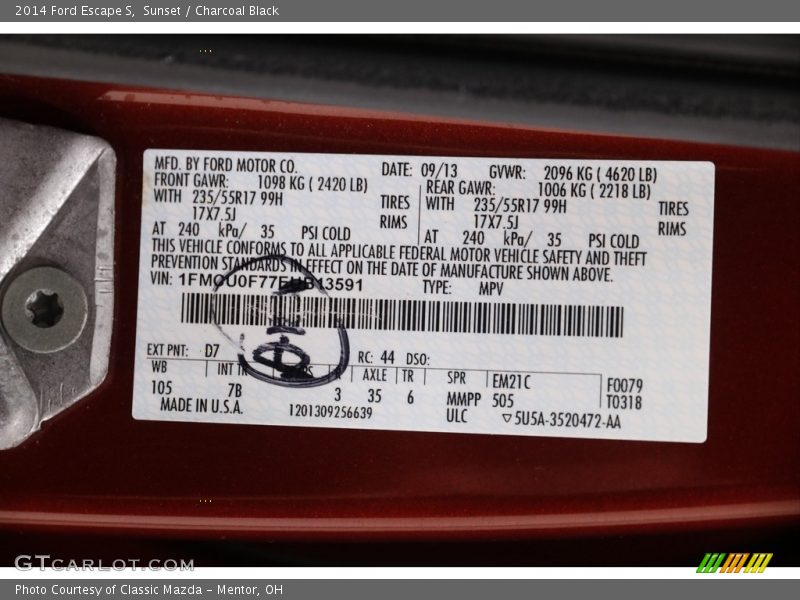 2014 Ford Escape S,  Sunset / Charcoal Black
MFD. BY FORD MOTOR CO. DATE: 09/13 GVWR: 2096 KG ( 4620 LB)
FRONT GAWR: 1098 KG ( 2420 LB) REAR GAWR: 1006 KG ( 2218 LB)
WITH 235/55R17 99H TIRES WITH 235/55R17 99H TIRES
17X7.5J RIMS 17X7.5J RIMS
AT 240 kPa/ 35 PSI COLD AT 240 kPa/ 35 PSI COLD
THIS VEHICLE CONFORMS TO ALL APPLICABLE FEDERAL MOTOR VEHICLE SAFETY AND THEFT
PREVENTION STANDARDS IN EFFECT ON THE DATE OF MANUFACTURE SHOWN ABOVE.
VIN: 1FMCU0F77EUB13591 TYPE: MPV
EXT PNT: D7 RC: 44 DSO:
WB INT TR R AXLE TR SPR EM21C F0079
105 7B 3 35 6 MMPP 505 T0318
MADE IN U.S.A. 1201309256639 ULC 5U5A-3520472-AA
GTCARLOT.COM
Photo Courtesy of Classic Mazda - Mentor, OH